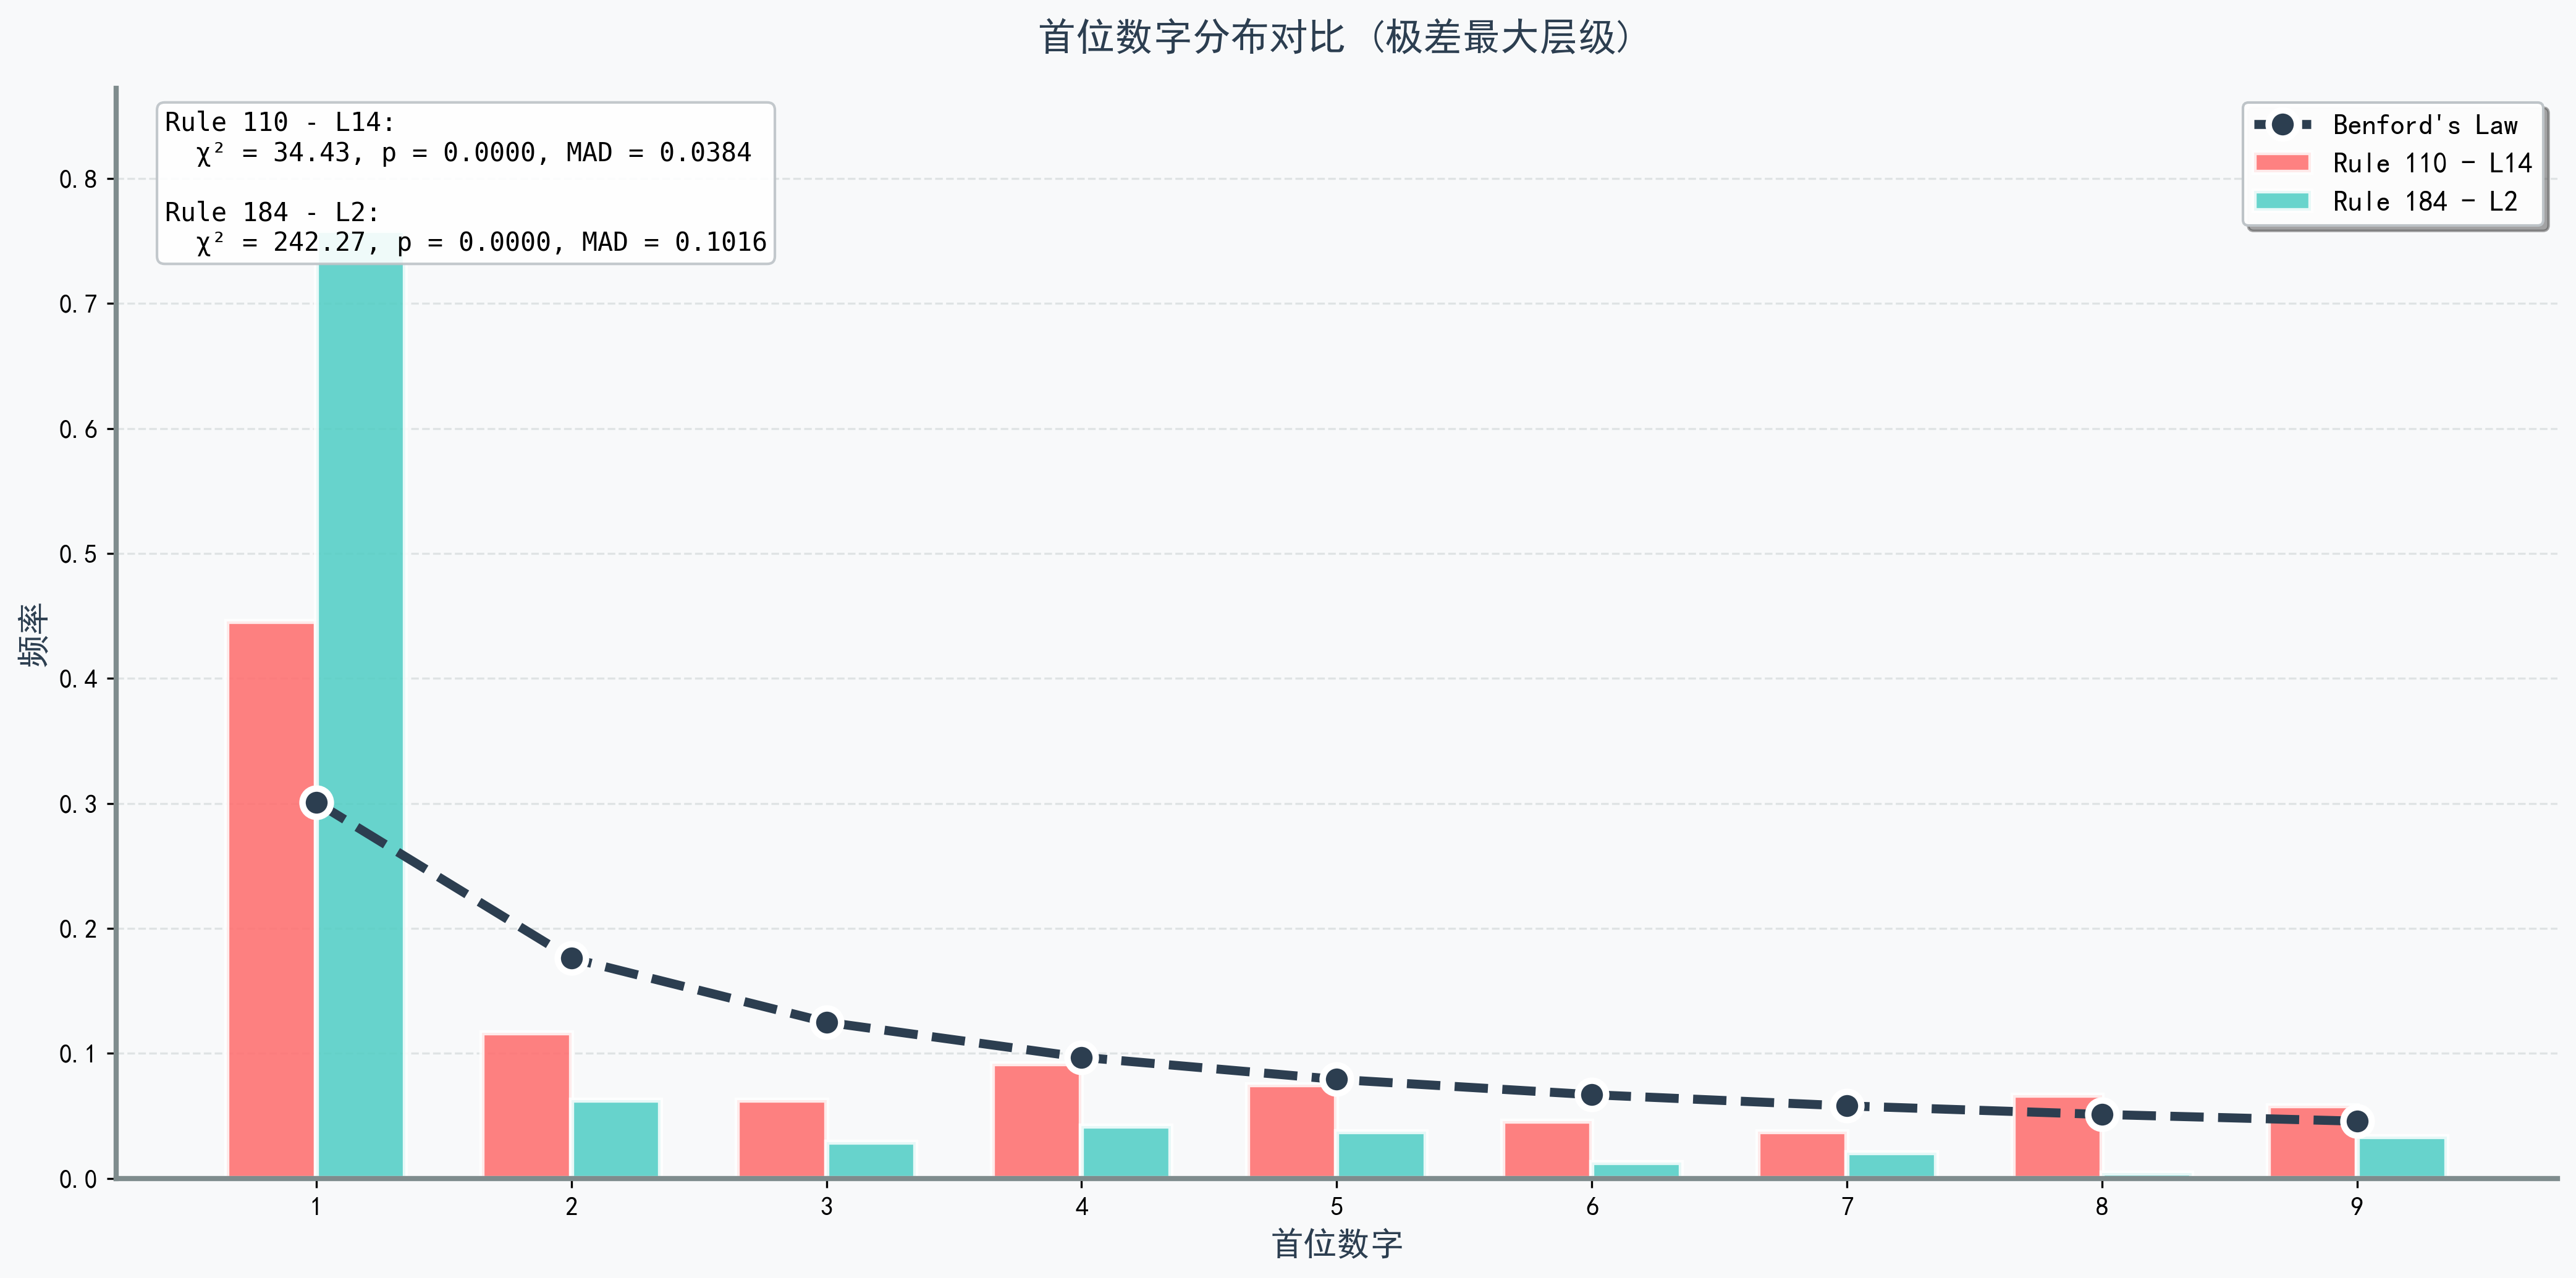 首位数字分布对比 (极差最大层级)
Rule 110 - L14:
χ² = 34.43, p = 0.0000, MAD = 0.0384
Rule 184 - L2:
χ² = 242.27, p = 0.0000, MAD = 0.1016
Benford's Law
Rule 110 - L14
Rule 184 - L2
0.8
0.7
0.6
0.5
0.4
0.3
0.2
0.1
0.0
频率
1 2 3 4 5 6 7 8 9
首位数字